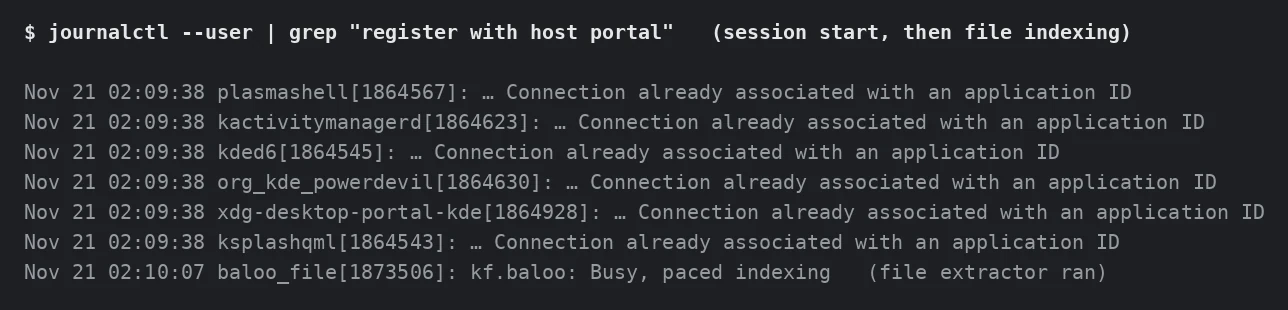 $ journalctl --user | grep "register with host portal"   (session start, then file indexing)
Nov 21 02:09:38 plasmashell[1864567]: … Connection already associated with an application ID
Nov 21 02:09:38 kactivitymanagerd[1864623]: … Connection already associated with an application ID
Nov 21 02:09:38 kded6[1864545]: … Connection already associated with an application ID
Nov 21 02:09:38 org_kde_powerdevil[1864630]: … Connection already associated with an application ID
Nov 21 02:09:38 xdg-desktop-portal-kde[1864928]: … Connection already associated with an application ID
Nov 21 02:09:38 ksplashqml[1864543]: … Connection already associated with an application ID
Nov 21 02:10:07 baloo_file[1873506]: kf.baloo: Busy, paced indexing   (file extractor ran)